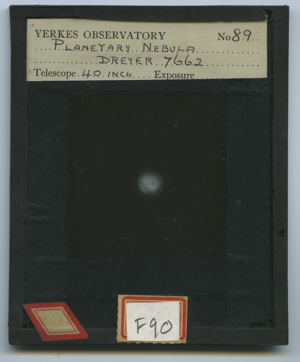 YERKES OBSERVATORY No 89
PLANETARY NEBULA
DREYER 7662
Telescope 40 INCH Exposure
F90